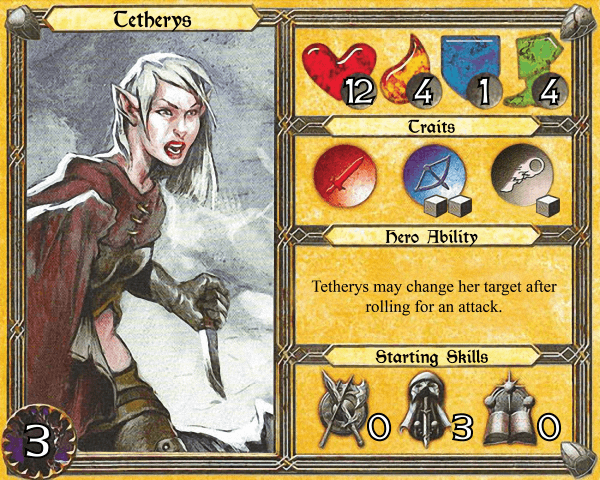 Tetherys
12 4 1 4
Traits
Hero Ability
Tetherys may change her target after
rolling for an attack.
Starting Skills
0 3 0
3